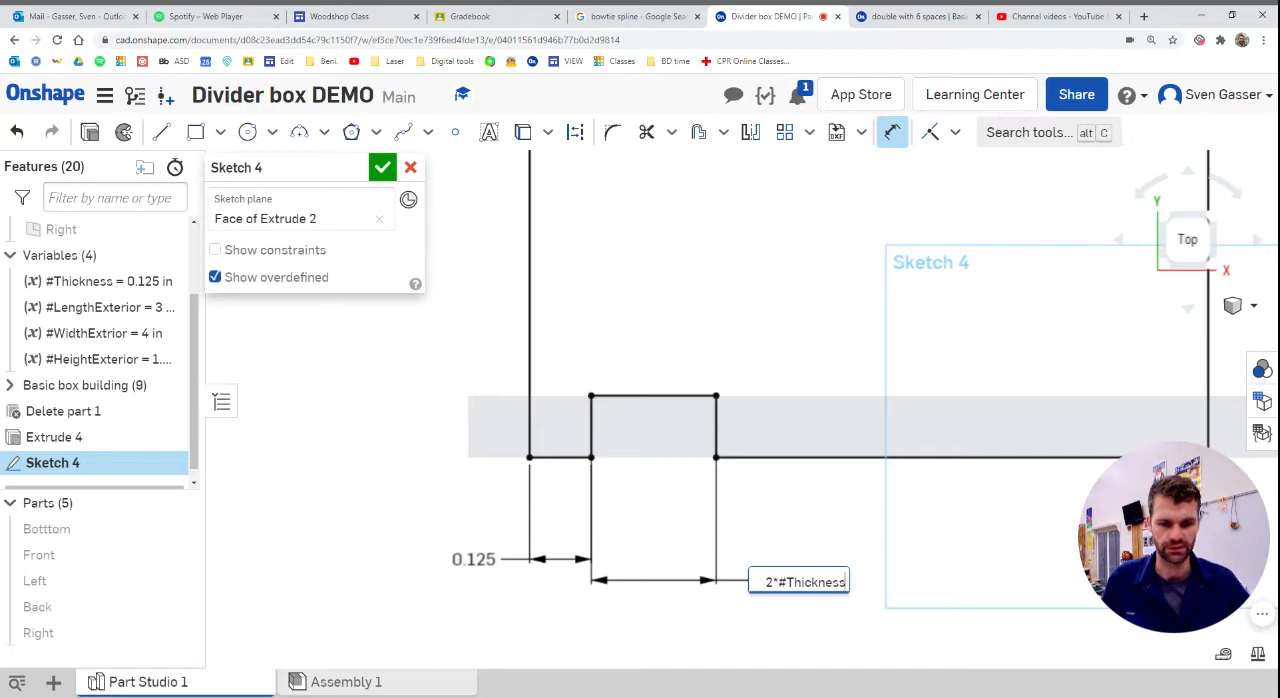 Mail - Gasser, Sven - Outloo
Spotify – Web Player
Woodshop Class
Gradebook
bowtie spline - Google Sea
Divider box DEMO | Pa
double with 6 spaces | Basi
Channel videos - YouTube S
cad.onshape.com/documents/d08c23ead3dd54c79c1150f7/w/ef3ce70ec1e739f6ed4fde13/e/04011561d946b77b0d2d9814
ASD
Edit
Beni.
Laser
Digital tools
VIEW
Classes
BD time
CPR Online Classes...
Onshape
Divider box DEMO
Main
1
App Store
Learning Center
Share
Sven Gasser
Search tools...
alt
C
Features (20)
Filter by name or type
Right
Variables (4)
(x) #Thickness = 0.125 in
(x) #LengthExterior = 3 ...
(x) #WidthExtrior = 4 in
(x) #HeightExterior = 1....
Basic box building (9)
Delete part 1
Extrude 4
Sketch 4
Parts (5)
Botttom
Front
Left
Back
Right
Sketch 4
Sketch plane
Face of Extrude 2
Show constraints
Show overdefined
Sketch 4
Y
Top
X
0.125
2*#Thickness
Part Studio 1
Assembly 1